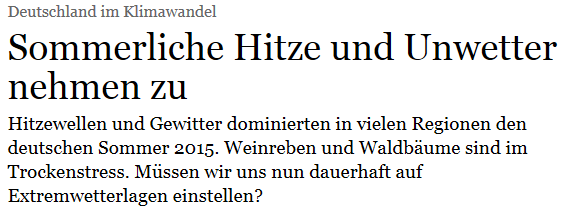 Deutschland im Klimawandel
Sommerliche Hitze und Unwetter
nehmen zu
Hitzewellen und Gewitter dominierten in vielen Regionen den
deutschen Sommer 2015. Weinreben und Waldbäume sind im
Trockenstress. Müssen wir uns nun dauerhaft auf
Extremwetterlagen einstellen?